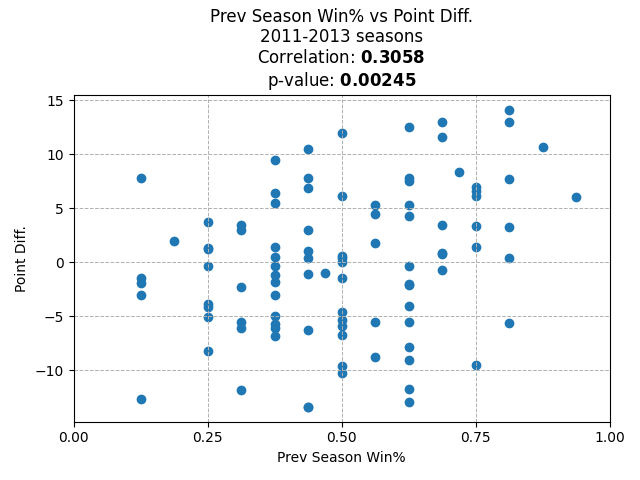 Prev Season Win% vs Point Diff.
2011-2013 seasons
Correlation: 0.3058
p-value: 0.00245
15
10
5
0
−5
−10
Point Diff.
0.00 0.25 0.50 0.75 1.00
Prev Season Win%